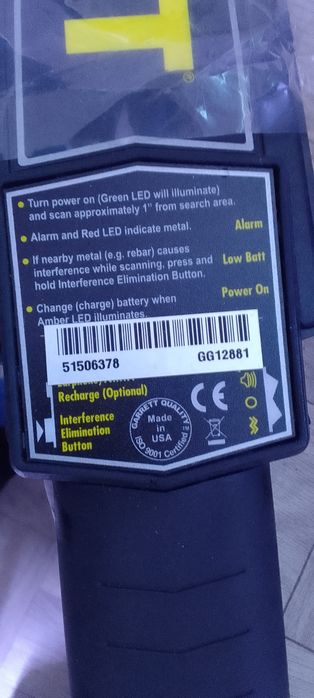 T
®
● Turn power on (Green LED will illuminate)
and scan approximately 1" from search area.
● Alarm and Red LED indicate metal.
● If nearby metal (e.g. rebar) causes
interference while scanning, press and
hold Interference Elimination Button.
● Change (charge) battery when
Amber LED illuminates.
Alarm
Low Batt
Power On
51506378 GG12881
Recharge (Optional)
Interference
Elimination
Button
GARRETT QUALITY
Made
in
USA
ISO 9001 Certified
CE